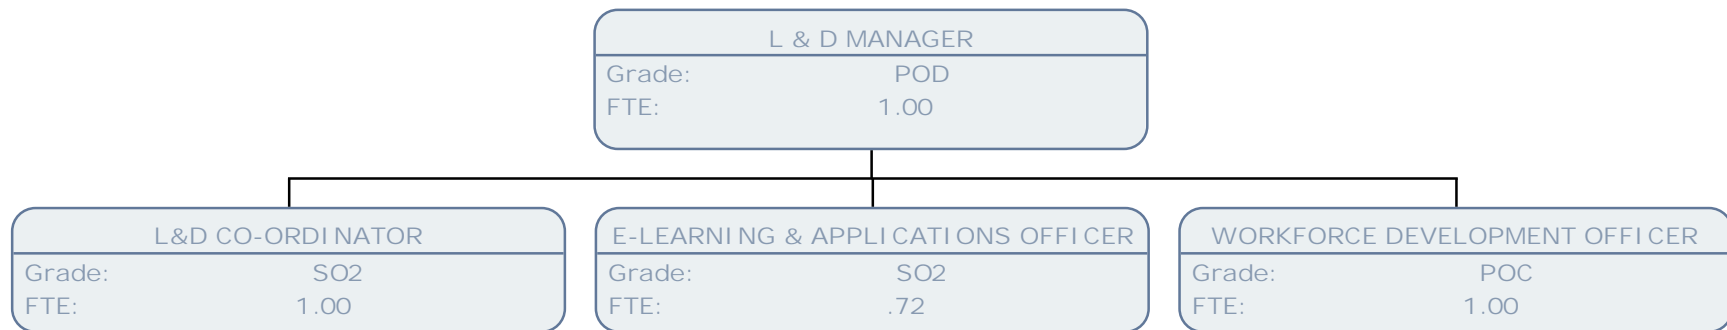 L & D MANAGER
Grade: POD
FTE: 1.00
L&D CO-ORDINATOR
Grade: SO2
FTE: 1.00
E-LEARNING & APPLICATIONS OFFICER
Grade: SO2
FTE: .72
WORKFORCE DEVELOPMENT OFFICER
Grade: POC
FTE: 1.00